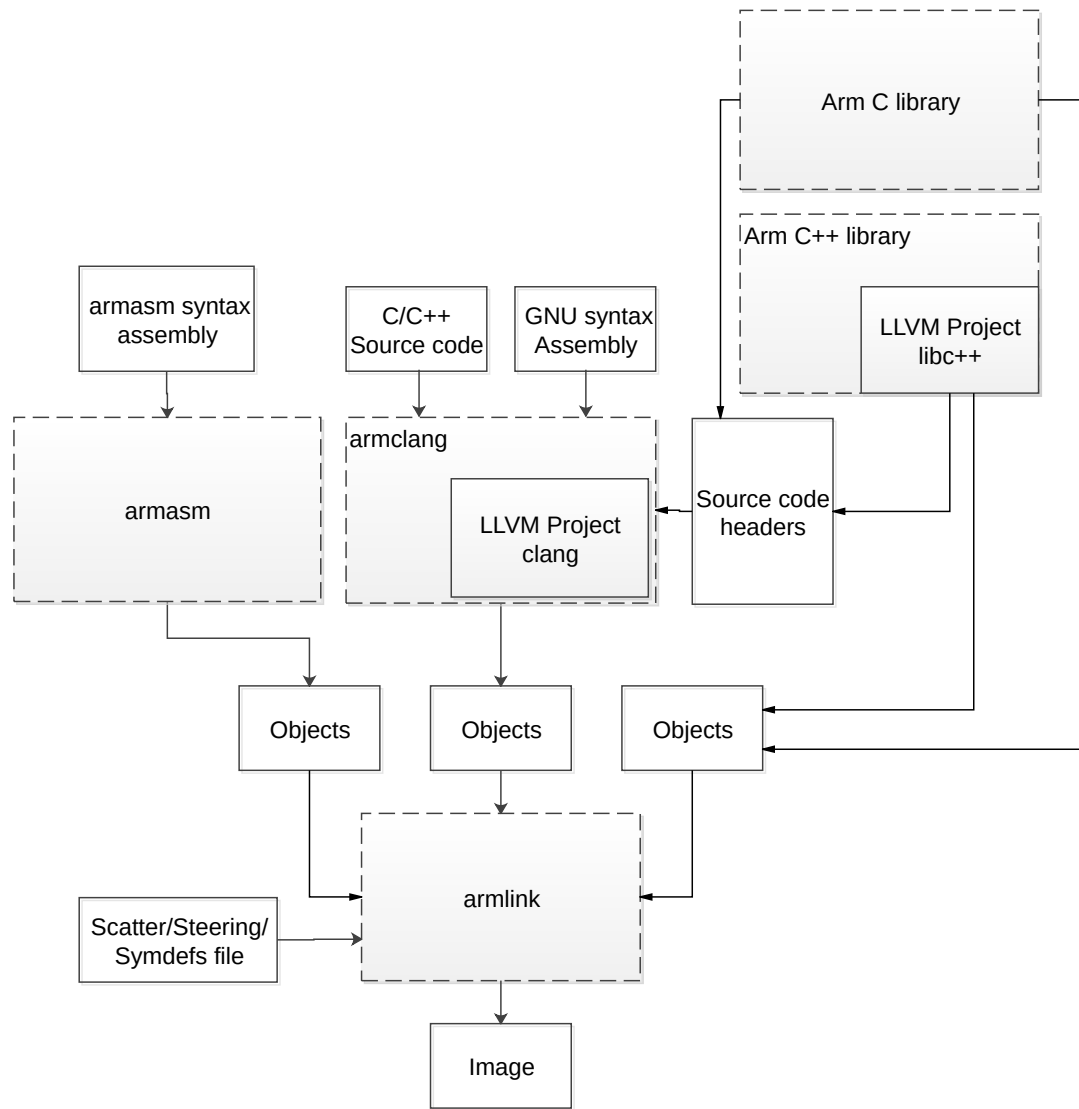 Arm C library
Arm C++ library
LLVM Project
libc++
armasm syntax
assembly
C/C++
Source code
GNU syntax
Assembly
armclang
armasm
LLVM Project
clang
Source code
headers
Objects
Objects
Objects
armlink
Scatter/Steering/
Symdefs file
Image